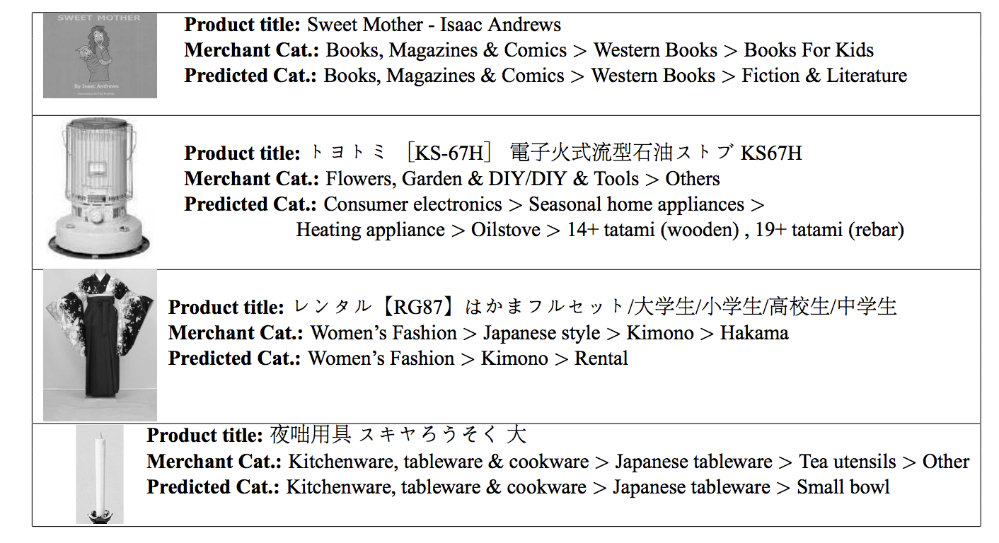 SWEET MOTHER
By Isaac Andrews
Product title: Sweet Mother - Isaac Andrews
Merchant Cat.: Books, Magazines & Comics > Western Books > Books For Kids
Predicted Cat.: Books, Magazines & Comics > Western Books > Fiction & Literature
Product title: トヨトミ ［KS-67H］ 電子火式流型石油ストブ KS67H
Merchant Cat.: Flowers, Garden & DIY/DIY & Tools > Others
Predicted Cat.: Consumer electronics > Seasonal home appliances >
Heating appliance > Oilstove > 14+ tatami (wooden) , 19+ tatami (rebar)
Product title: レンタル【RG87】はかまフルセット/大学生/小学生/高校生/中学生
Merchant Cat.: Women's Fashion > Japanese style > Kimono > Hakama
Predicted Cat.: Women's Fashion > Kimono > Rental
Product title: 夜咄用具 スキヤろうそく 大
Merchant Cat.: Kitchenware, tableware & cookware > Japanese tableware > Tea utensils > Other
Predicted Cat.: Kitchenware, tableware & cookware > Japanese tableware > Small bowl